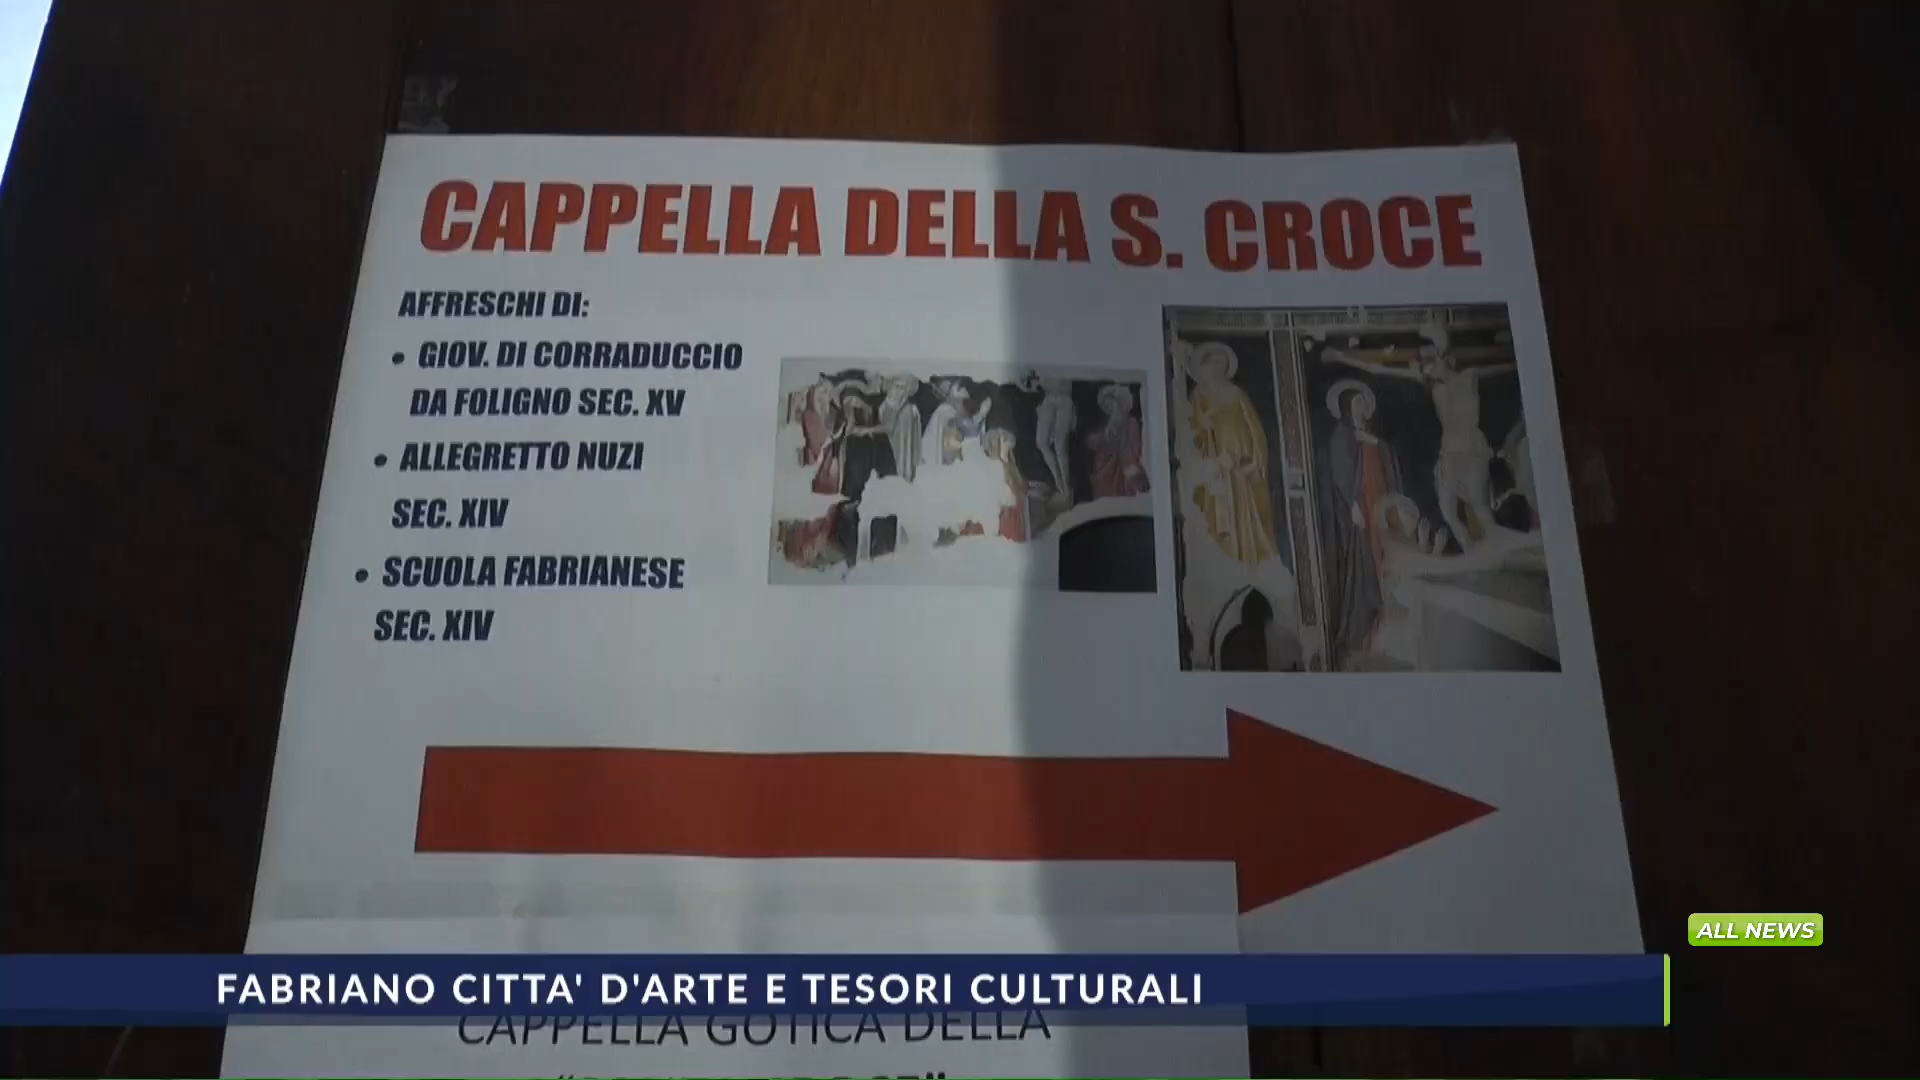 CAPPELLA DELLA S. CROCE
AFFRESCHI DI:
• GIOV. DI CORRADUCCIO
DA FOLIGNO SEC. XV
• ALLEGRETTO NUZI
SEC. XIV
• SCUOLA FABRIANESE
SEC. XIV
ALL NEWS
FABRIANO CITTA' D'ARTE E TESORI CULTURALI
CAPPELLA GOTICA DELLA